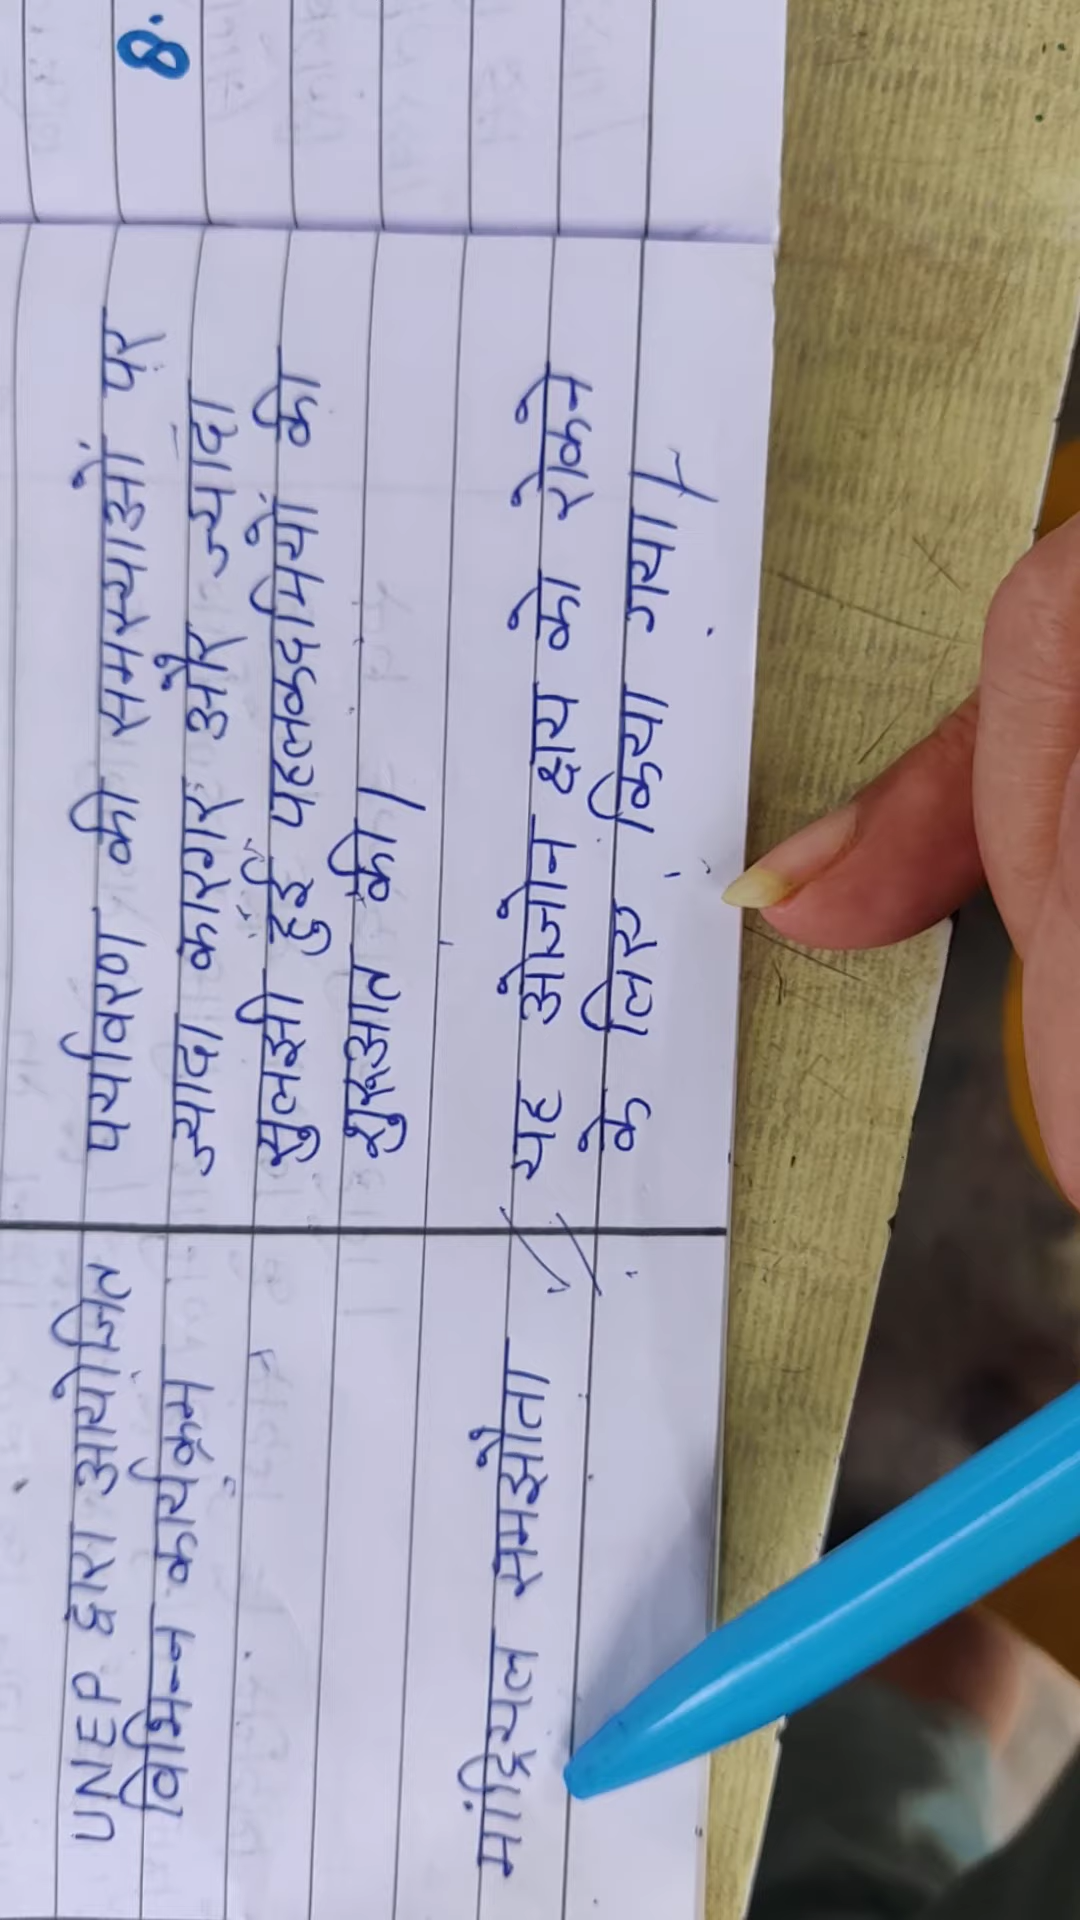 8.
UNEP द्वारा आयोजित पर्यावरण की समस्याओं पर
विभिन्न कार्यक्रम ज्यादा कारगर और ज्यादा
सुलझी हुई पहलकदमियों की
शुरूआत की।
मांट्रियल समझौता यह ओजोन क्षय को रोकने
के लिए किया गया।